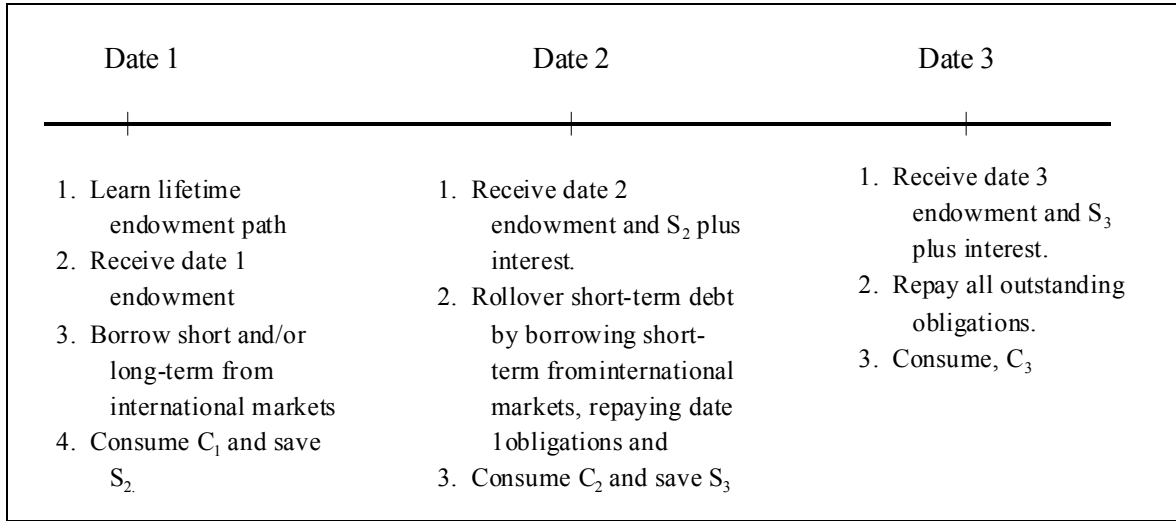 Date 1
Date 2
Date 3
1. Learn lifetime
endowment path
2. Receive date 1
endowment
3. Borrow short and/or
long-term from
international markets
4. Consume C₁ and save
S₂.
1. Receive date 2
endowment and S₂ plus
interest.
2. Rollover short-term debt
by borrowing short-
term frominternational
markets, repaying date
1obligations and
3. Consume C₂ and save S₃
1. Receive date 3
endowment and S₃
plus interest.
2. Repay all outstanding
obligations.
3. Consume, C₃